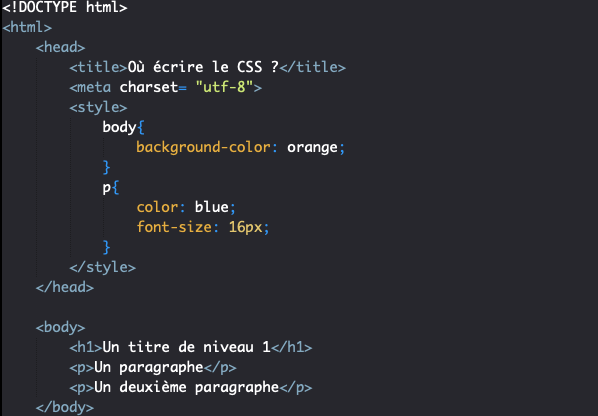 <!DOCTYPE html>
<html>
<head>
<title>Où écrire le CSS ?</title>
<meta charset= "utf-8">
<style>
body{
background-color: orange;
}
p{
color: blue;
font-size: 16px;
}
</style>
</head>
<body>
<h1>Un titre de niveau 1</h1>
<p>Un paragraphe</p>
<p>Un deuxième paragraphe</p>
</body>